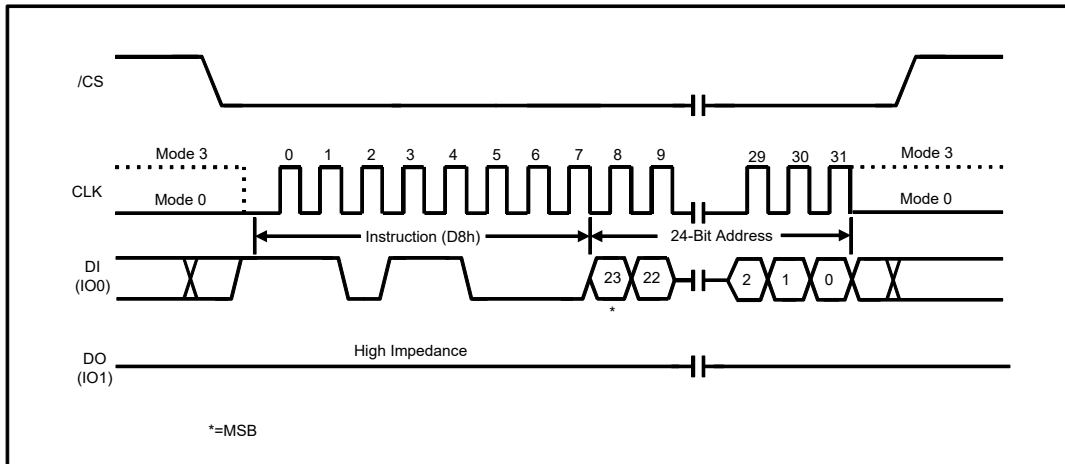 /CS
Mode 3
0 1 2 3 4 5 6 7 8 9 29 30 31
Mode 3
CLK
Mode 0
Mode 0
Instruction (D8h)
24-Bit Address
DI
(IO0)
23 22 2 1 0
*
High Impedance
DO
(IO1)
*=MSB